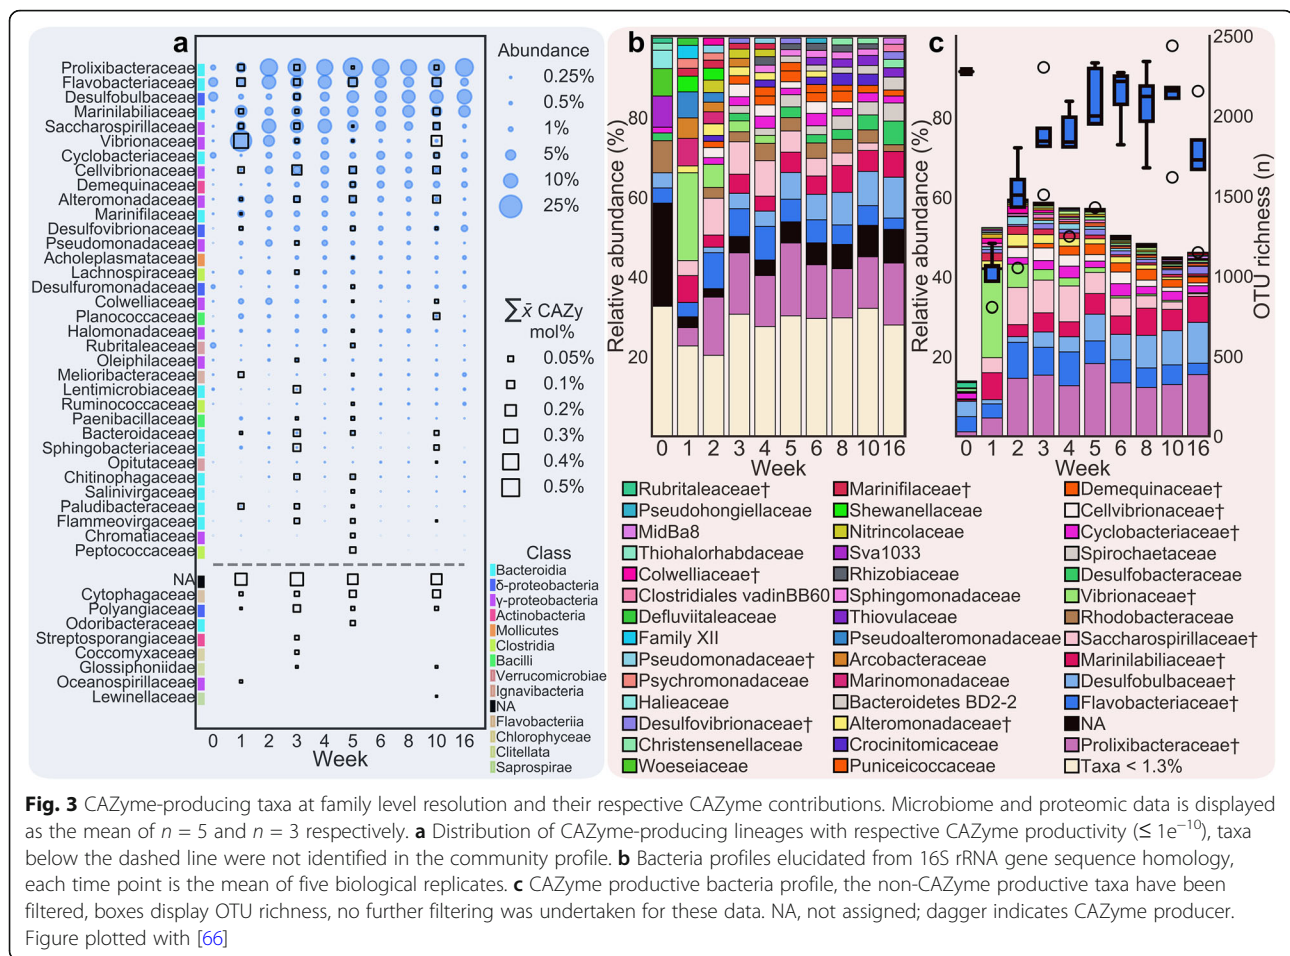 a
Prolixibacteraceae
Flavobacteriaceae
Desulfobulbaceae
Marinilabiliaceae
Saccharospirillaceae
Vibrionaceae
Cyclobacteriaceae
Cellvibrionaceae
Demequinaceae
Alteromonadaceae
Marinifilaceae
Desulfovibrionaceae
Pseudomonadaceae
Acholeplasmataceae
Lachnospiraceae
Desulfuromonadaceae
Colwelliaceae
Planococcaceae
Halomonadaceae
Rubritaleaceae
Oleiphilaceae
Melioribacteraceae
Lentimicrobiaceae
Ruminococcaceae
Paenibacillaceae
Bacteroidaceae
Sphingobacteriaceae
Opitutaceae
Chitinophagaceae
Salinivirgaceae
Paludibacteraceae
Flammeovirgaceae
Chromatiaceae
Peptococcaceae
NA
Cytophagaceae
Polyangiaceae
Odoribacteraceae
Streptosporangiaceae
Coccomyxaceae
Glossiphoniidae
Oceanospirillaceae
Lewinellaceae
0 1 2 3 4 5 6 8 10 16
Week
Abundance
0.25%
0.5%
1%
5%
10%
25%
∑ x̄ CAZy
mol%
0.05%
0.1%
0.2%
0.3%
0.4%
0.5%
Class
Bacteroidia
δ-proteobacteria
γ-proteobacteria
Actinobacteria
Mollicutes
Clostridia
Bacilli
Verrucomicrobiae
Ignavibacteria
NA
Flavobacteriia
Chlorophyceae
Clitellata
Saprospirae
b
Relative abundance (%)
80
60
40
20
0 1 2 3 4 5 6 8 10 16
Week
c
Relative abundance (%)
80
60
40
20
0 1 2 3 4 5 6 8 10 16
Week
2500
2000
1500
1000
500
0
OTU richness (n)
Rubritaleaceae†
Pseudohongiellaceae
MidBa8
Thiohalorhabdaceae
Colwelliaceae†
Clostridiales vadinBB60
Defluviitaleaceae
Family XII
Pseudomonadaceae†
Psychromonadaceae
Halieaceae
Desulfovibrionaceae†
Christensenellaceae
Woeseiaceae
Marinifilaceae†
Shewanellaceae
Nitrincolaceae
Sva1033
Rhizobiaceae
Sphingomonadaceae
Thiovulaceae
Pseudoalteromonadaceae
Arcobacteraceae
Marinomonadaceae
Bacteroidetes BD2-2
Alteromonadaceae†
Crocinitomicaceae
Puniceicoccaceae
Demequinaceae†
Cellvibrionaceae†
Cyclobacteriaceae†
Spirochaetaceae
Desulfobacteraceae
Vibrionaceae†
Rhodobacteraceae
Saccharospirillaceae†
Marinilabiliaceae†
Desulfobulbaceae†
Flavobacteriaceae†
NA
Prolixibacteraceae†
Taxa < 1.3%
Fig. 3 CAZyme-producing taxa at family level resolution and their respective CAZyme contributions. Microbiome and proteomic data is displayed
as the mean of n = 5 and n = 3 respectively. a Distribution of CAZyme-producing lineages with respective CAZyme productivity (≤ 1e⁻¹⁰), taxa
below the dashed line were not identified in the community profile. b Bacteria profiles elucidated from 16S rRNA gene sequence homology,
each time point is the mean of five biological replicates. c CAZyme productive bacteria profile, the non-CAZyme productive taxa have been
filtered, boxes display OTU richness, no further filtering was undertaken for these data. NA, not assigned; dagger indicates CAZyme producer.
Figure plotted with [66]